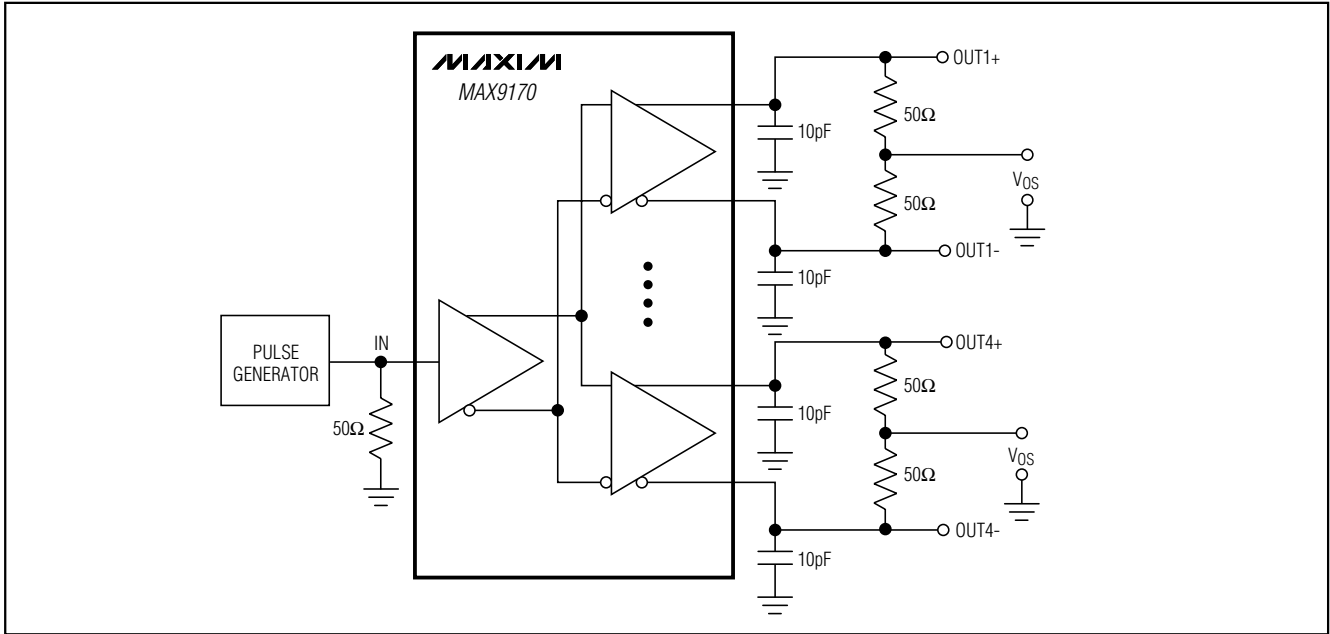 MAXIM
MAX9170
PULSE
GENERATOR
IN
50Ω
10pF
10pF
10pF
10pF
OUT1+
50Ω
VOS
50Ω
OUT1-
OUT4+
50Ω
VOS
50Ω
OUT4-